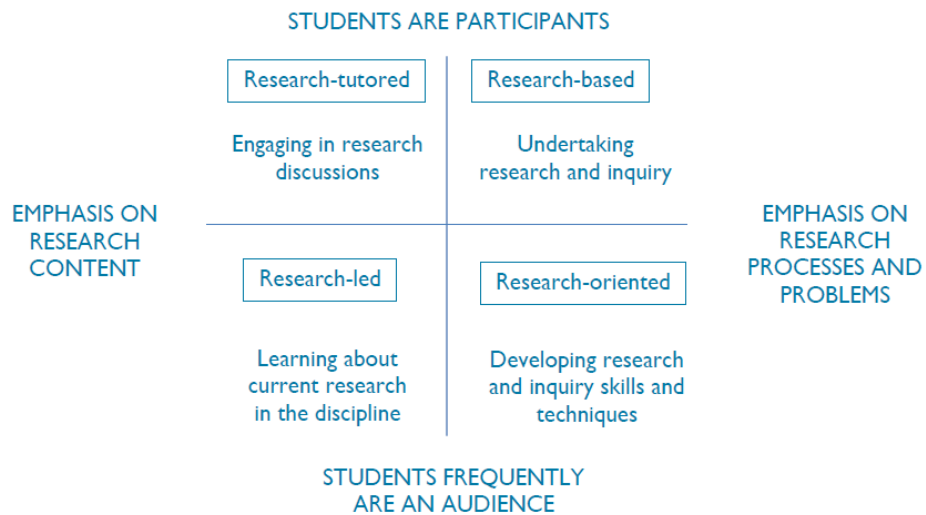 STUDENTS ARE PARTICIPANTS
Research-tutored
Research-based
Engaging in research
discussions
Undertaking
research and inquiry
EMPHASIS ON
RESEARCH
CONTENT
EMPHASIS ON
RESEARCH
PROCESSES AND
PROBLEMS
Research-led
Research-oriented
Learning about
current research
in the discipline
Developing research
and inquiry skills and
techniques
STUDENTS FREQUENTLY
ARE AN AUDIENCE